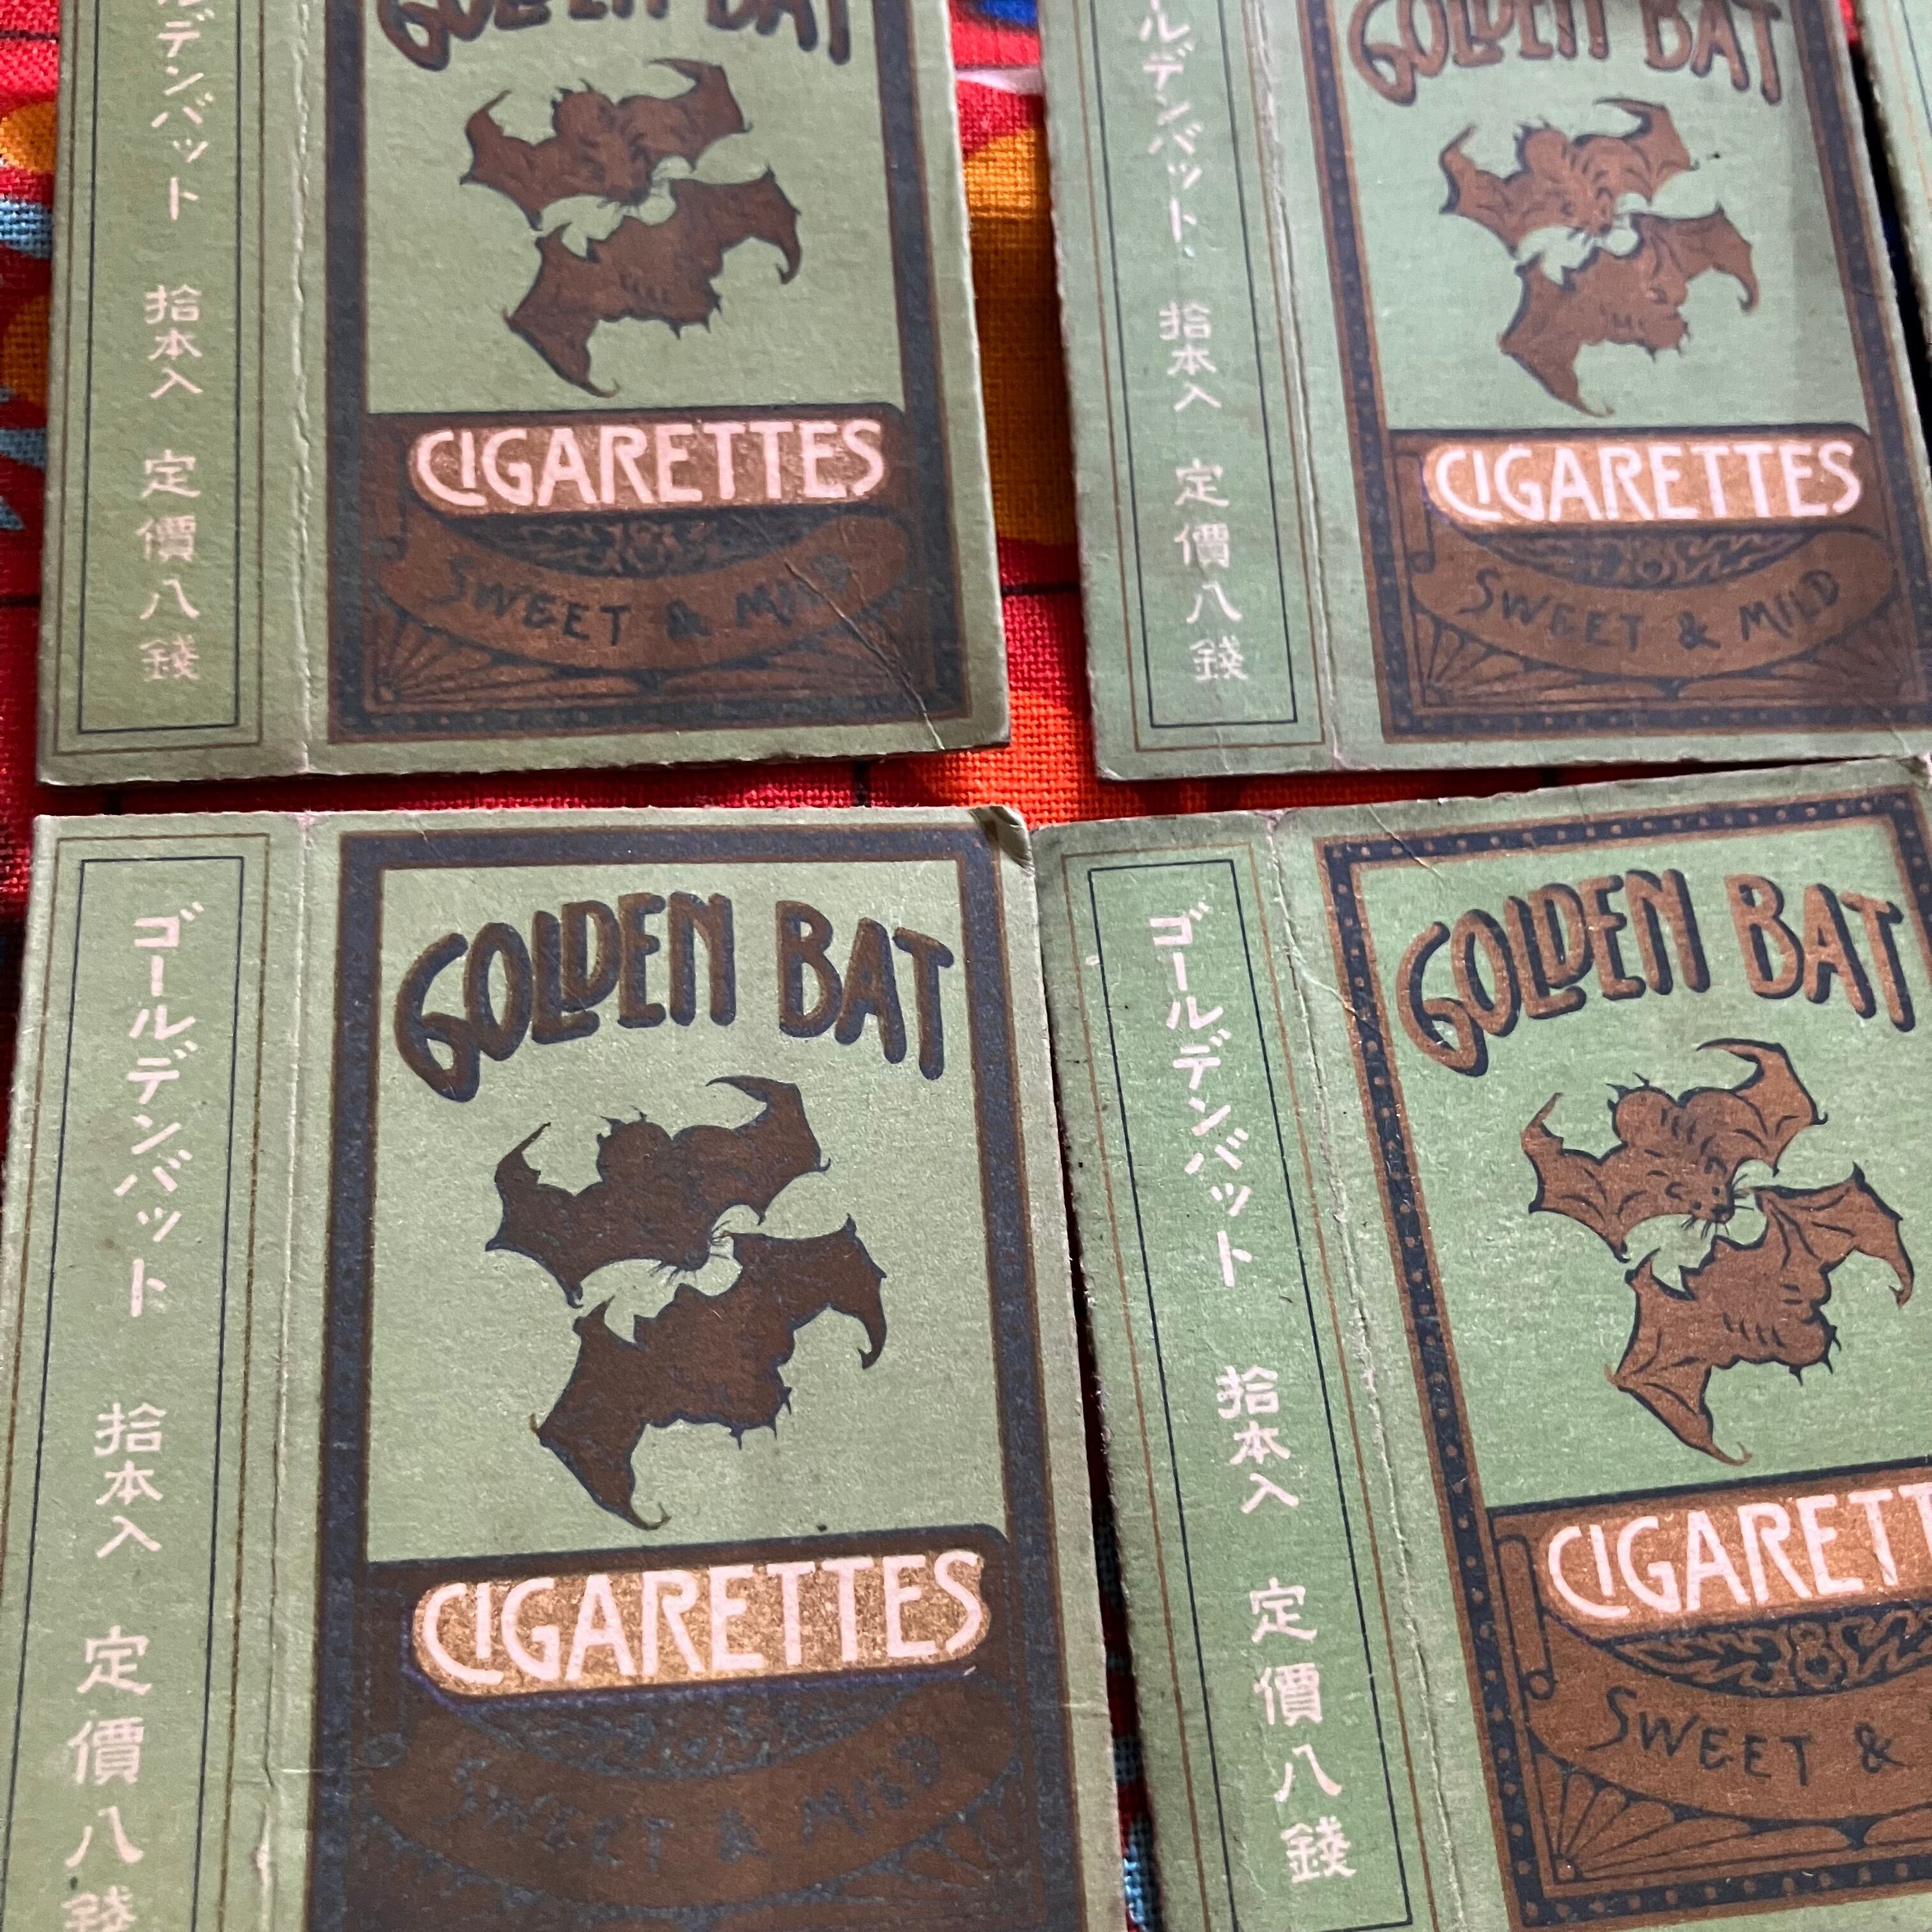 ルデンバット 拾本入 定價八錢
GOLDEN BAT
CIGARETTES
SWEET & MILD
ルデンバット 拾本入 定價八錢
GOLDEN BAT
CIGARETTES
SWEET & MILD
ゴールデンバット 拾本入 定價八錢
GOLDEN BAT
CIGARETTES
SWEET & MILD
ゴールデンバット 拾本入 定價八錢
GOLDEN BAT
CIGARETT
SWEET &